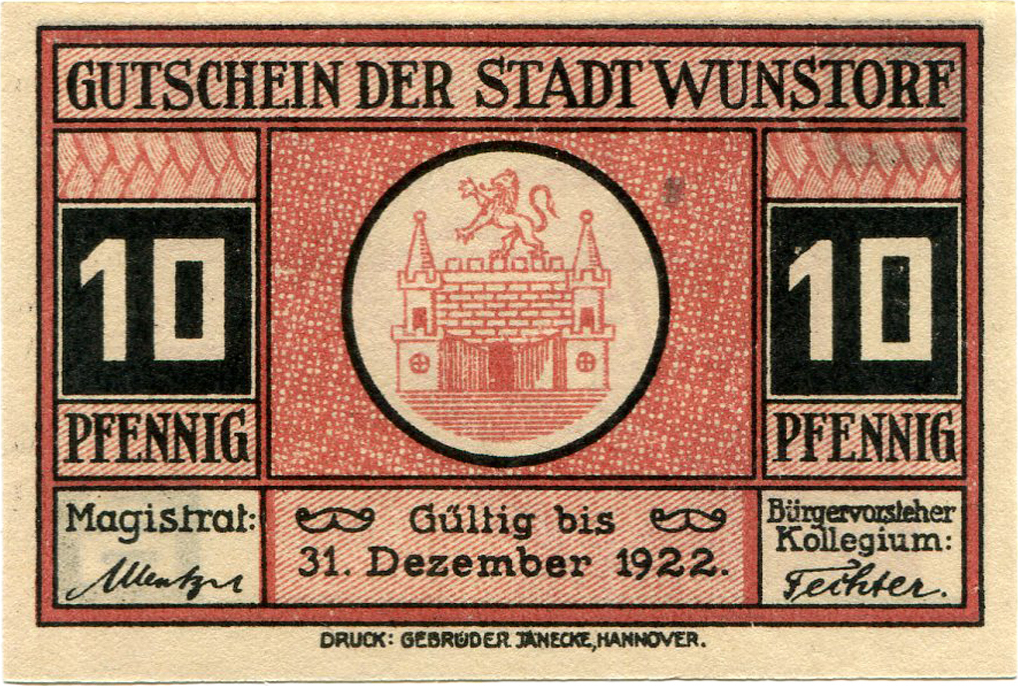 GUTSCHEIN DER STADT WUNSTORF
10
PFENNIG
10
PFENNIG
Magistrat:
Gültig bis
31. Dezember 1922.
Bürgervorsteher
Kollegium:
Fechter.
DRUCK: GEBRÜDER JÄNECKE, HANNOVER.